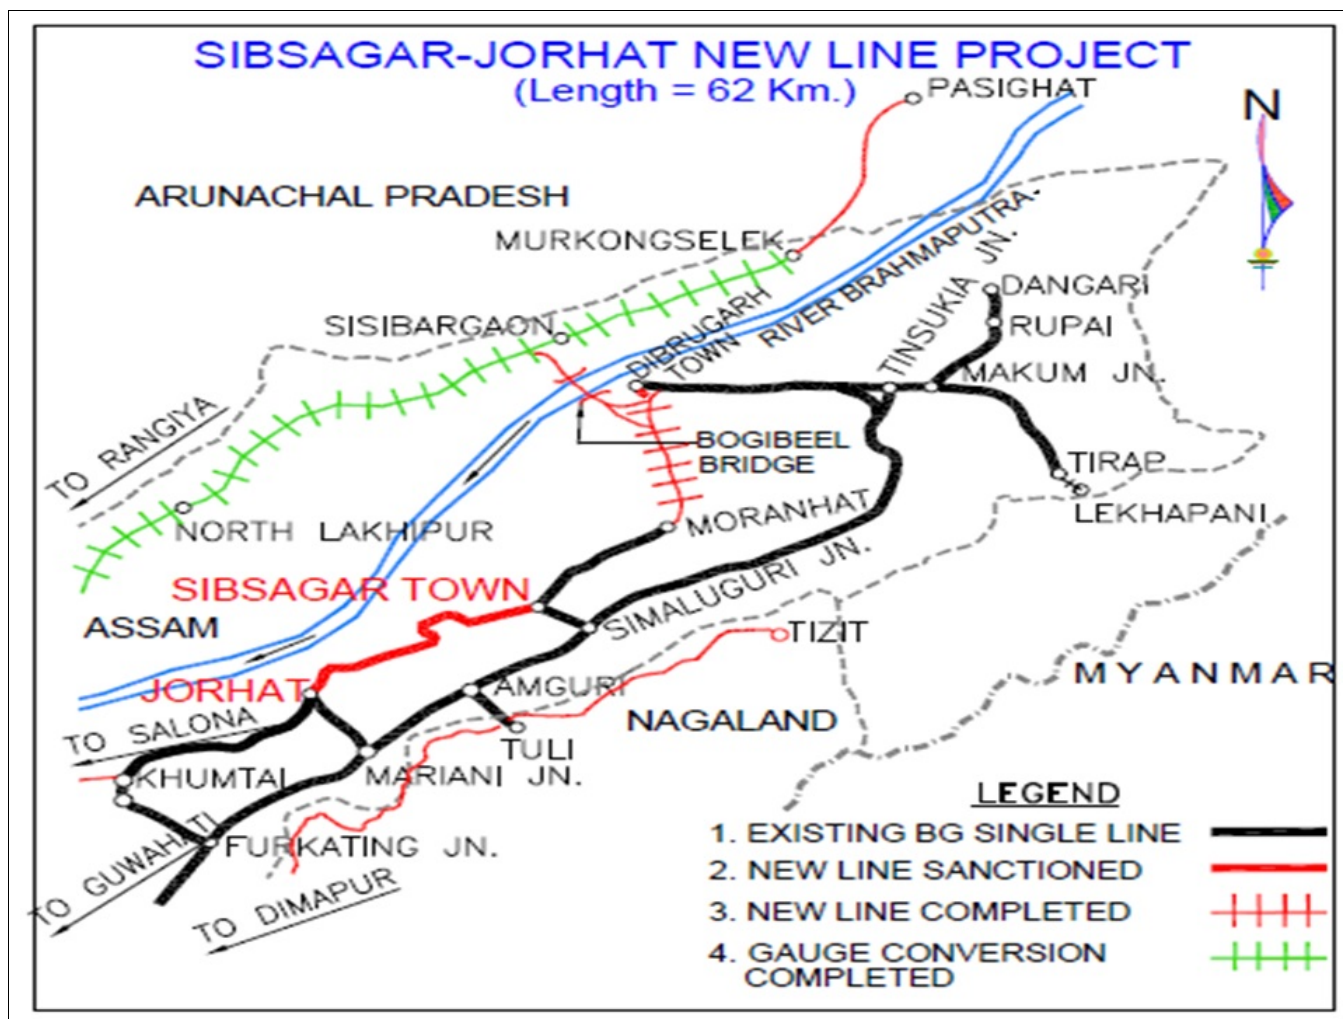 SIBSAGAR-JORHAT NEW LINE PROJECT
(Length = 62 Km.)
PASIGHAT
N
ARUNACHAL PRADESH
MURKONGSELEK
RIVER BRAHMAPUTRA
TINSUKIA JN.
DANGARI
SISIBARGAON
DIBRUGARH
TOWN
RUPAI
MAKUM JN.
TO RANGIYA
BOGIBEEL
BRIDGE
TIRAP
LEKHAPANI
NORTH LAKHIPUR
MORANHAT
SIBSAGAR TOWN
SIMALUGURI JN.
ASSAM
TIZIT
MYANMAR
JORHAT
AMGURI
NAGALAND
TO SALONA
TULI
KHUMTAI
MARIANI JN.
FURKATING JN.
TO GUWAHATI
TO DIMAPUR
LEGEND
1. EXISTING BG SINGLE LINE
2. NEW LINE SANCTIONED
3. NEW LINE COMPLETED
4. GAUGE CONVERSION
COMPLETED